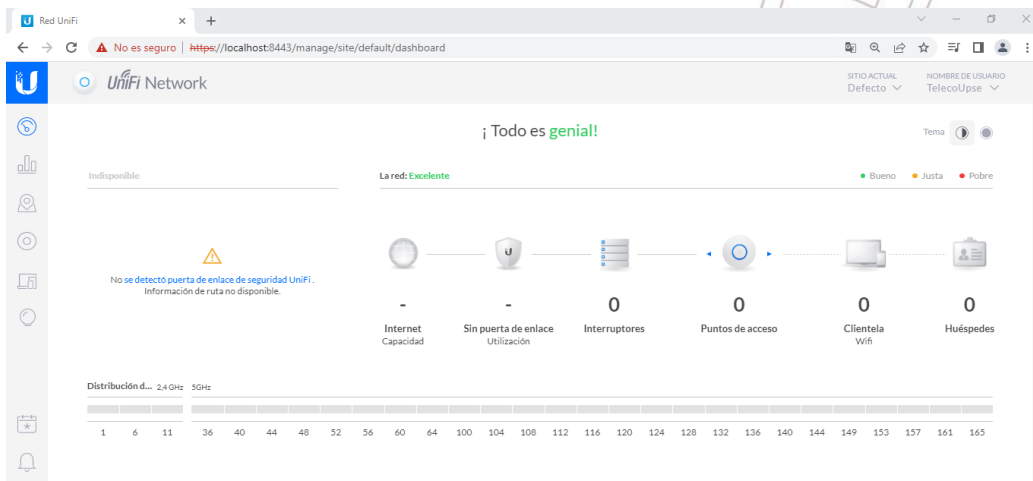 Red UniFi
No es seguro | https://localhost:8443/manage/site/default/dashboard
UniFi Network
SITIO ACTUAL
Defecto
NOMBRE DE USUARIO
TelecoUpse
¡ Todo es genial!
Tema
Indisponible
La red: Excelente
Bueno Justa Pobre
No se detectó puerta de enlace de seguridad UniFi .
Información de ruta no disponible.
- - 0 0 0 0
Internet Sin puerta de enlace Interruptores Puntos de acceso Clientela Huéspedes
Capacidad Utilización Wifi
Distribución d... 2,4 GHz 5GHz
1 6 11 36 40 44 48 52 56 60 64 100 104 108 112 116 120 124 128 132 136 140 144 149 153 157 161 165